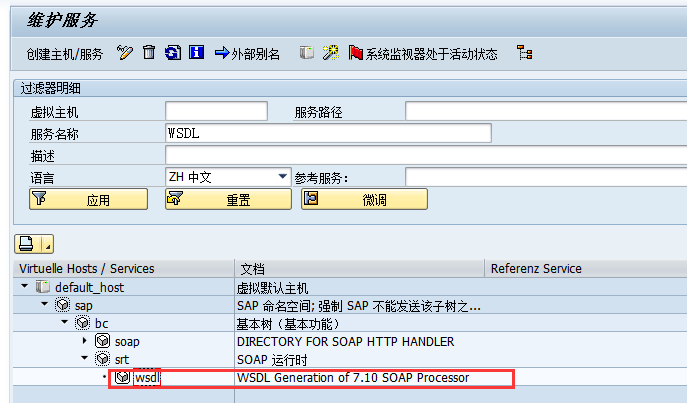 维护服务
创建主机/服务 外部别名 系统监视器处于活动状态
过滤器明细
虚拟主机 服务路径
服务名称 WSDL
描述
语言 ZH 中文 参考服务:
应用 重置 微调
Virtuelle Hosts / Services 文档 Referenz Service
default_host 虚拟默认主机
sap SAP 命名空间; 强制 SAP 不能发送该子树之...
bc 基本树（基本功能）
soap DIRECTORY FOR SOAP HTTP HANDLER
srt SOAP 运行时
wsdl WSDL Generation of 7.10 SOAP Processor